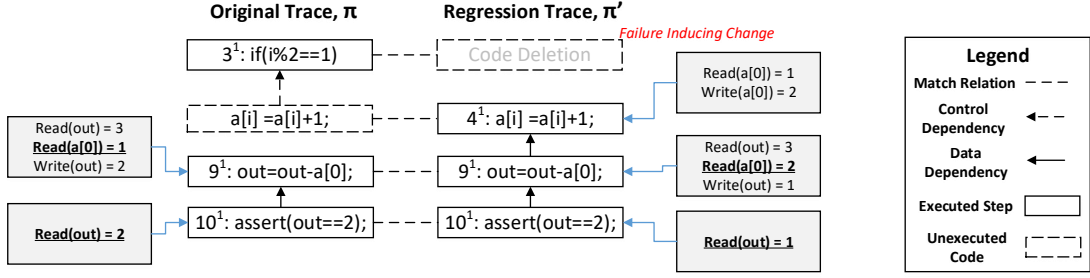 Original Trace, π
Regression Trace, π’
Failure Inducing Change
3¹: if(i%2==1)
Code Deletion
Read(a[0]) = 1
Write(a[0]) = 2
a[i] =a[i]+1;
4¹: a[i] =a[i]+1;
Read(out) = 3
Read(a[0]) = 1
Write(out) = 2
9¹: out=out-a[0];
9¹: out=out-a[0];
Read(out) = 3
Read(a[0]) = 2
Write(out) = 1
Read(out) = 2
10¹: assert(out==2);
10¹: assert(out==2);
Read(out) = 1
Legend
Match Relation
Control
Dependency
Data
Dependency
Executed Step
Unexecuted
Code